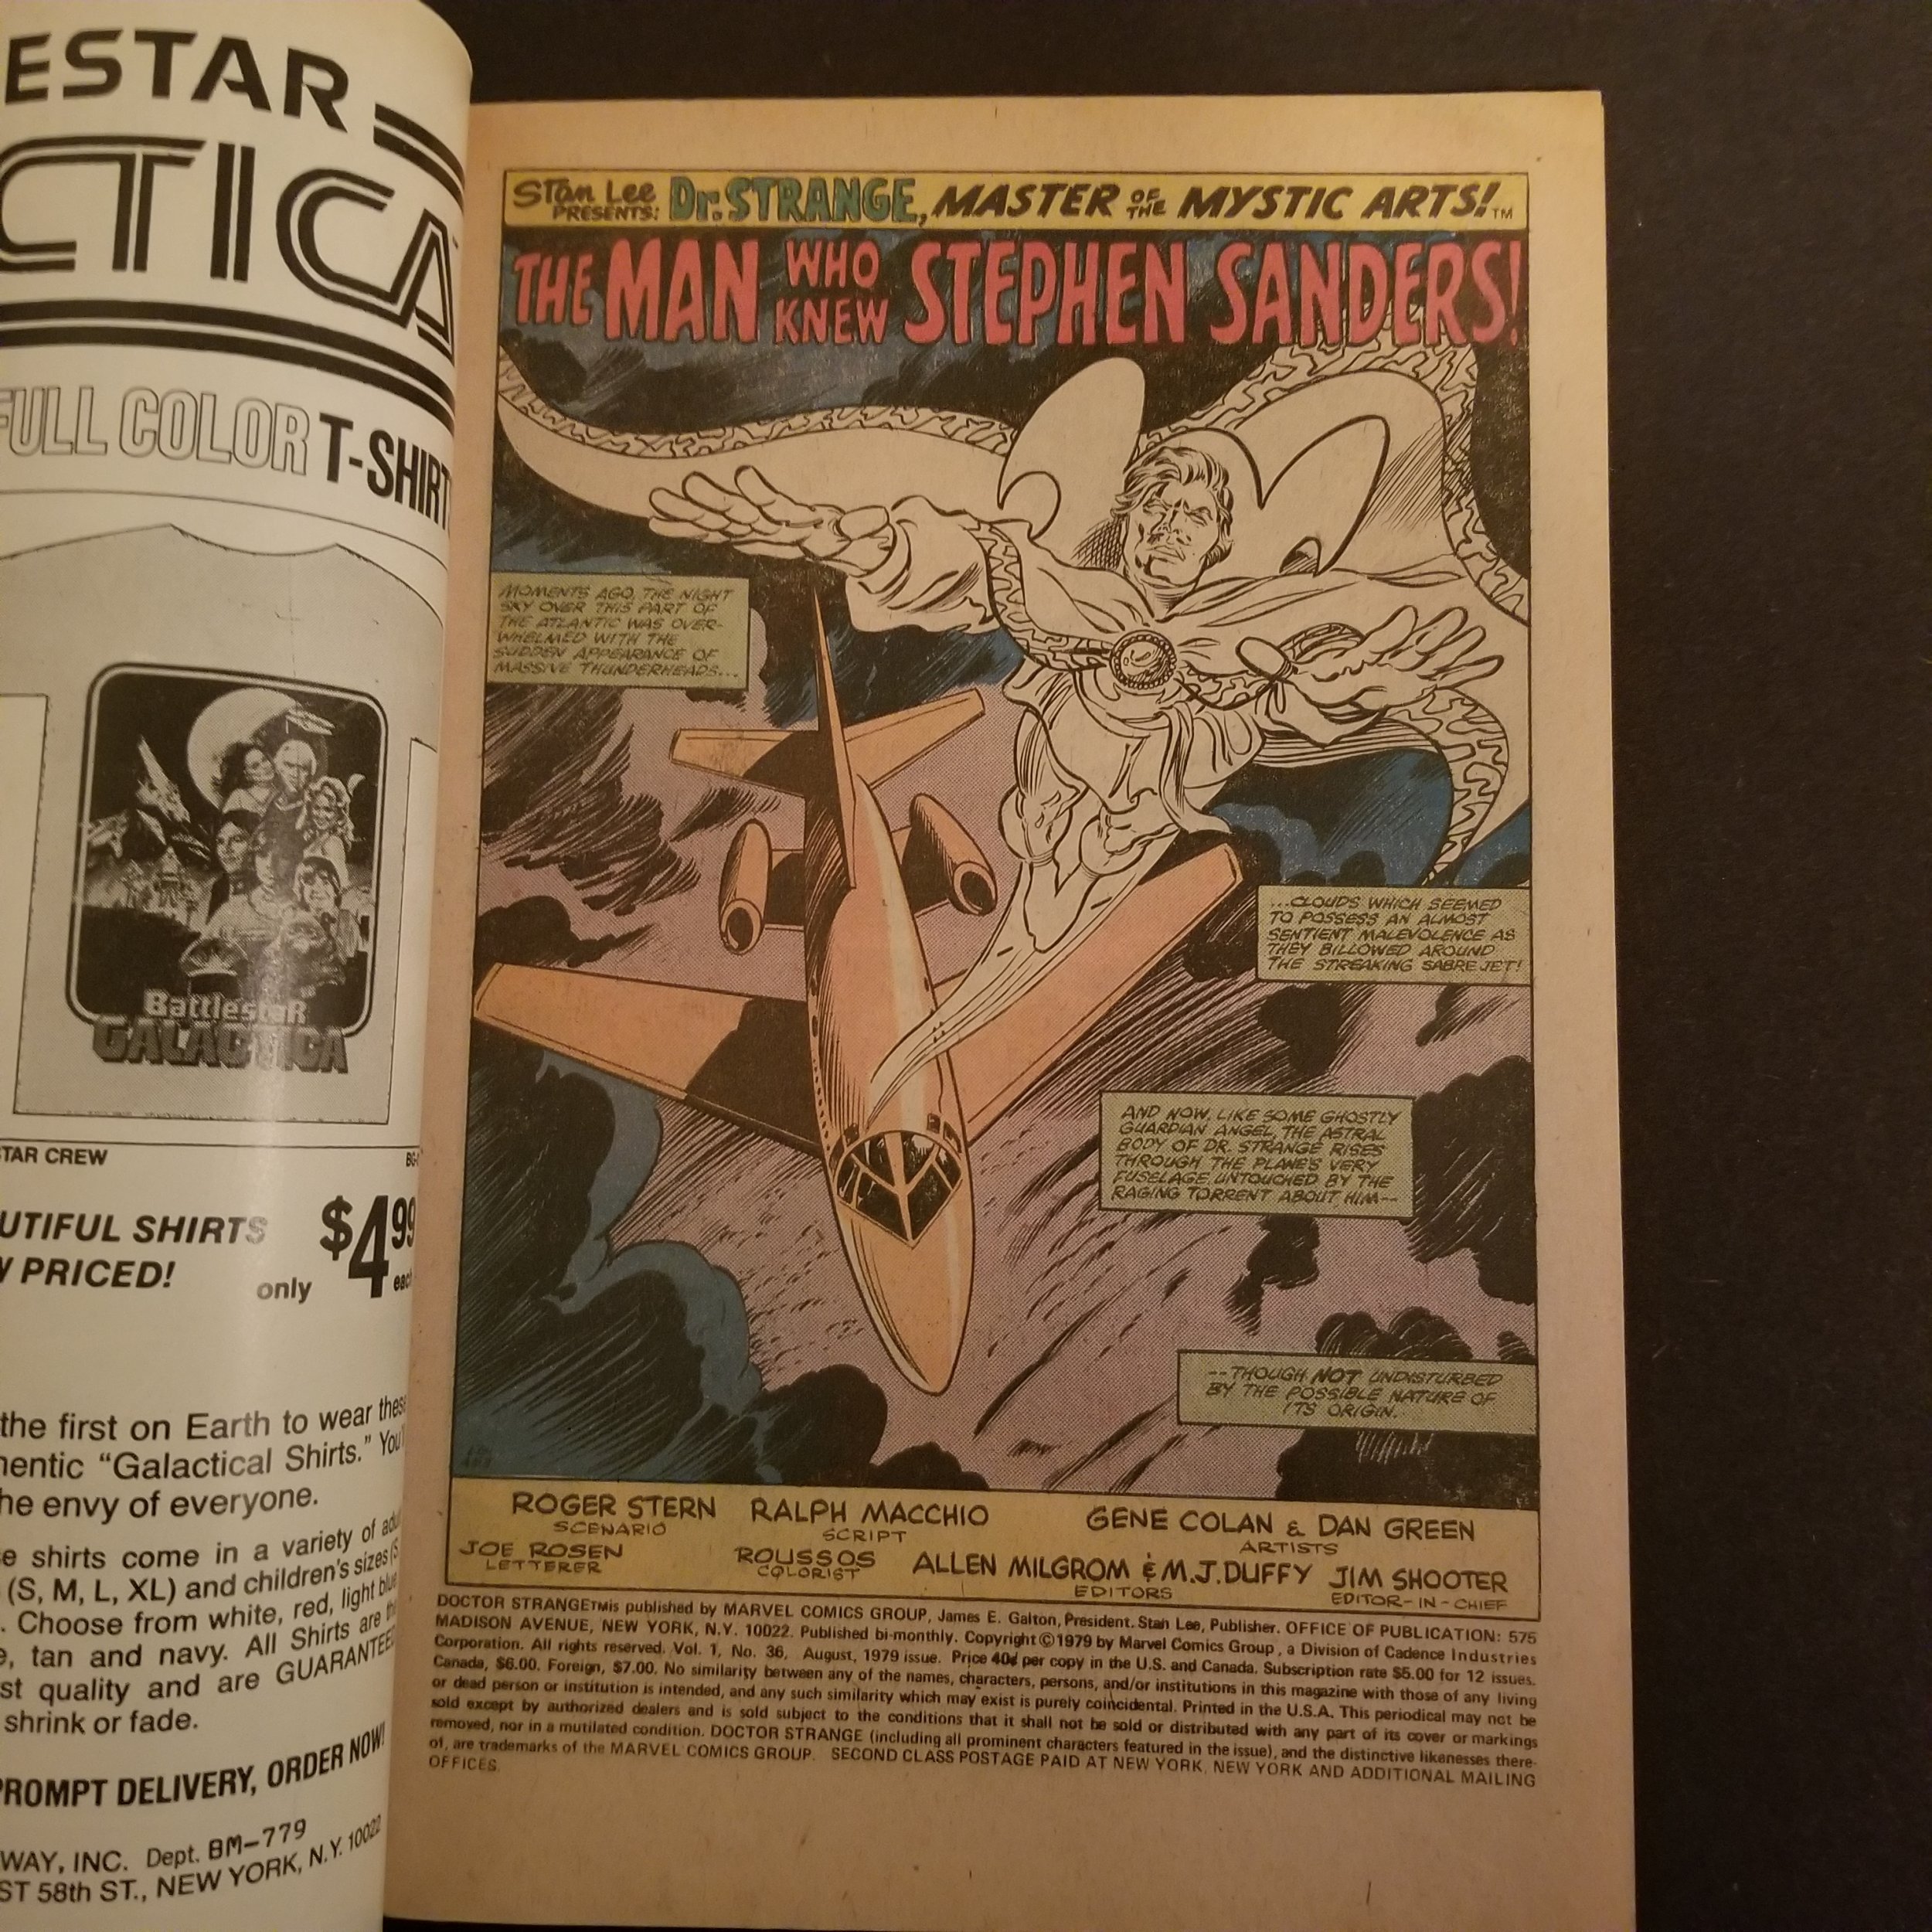 ESTAR
CTICA
FULL COLOR T-SHIRT
BattlestaR
GALACTICA
STAR CREW
UTIFUL SHIRTS
W PRICED!
only $4.99 each
the first on Earth to wear these
hentic “Galactical Shirts.” You'
he envy of everyone.
e shirts come in a variety of adu
(S, M, L, XL) and children's sizes (S
. Choose from white, red, light blue
e, tan and navy. All Shirts are the
st quality and are GUARANTEED
shrink or fade.
PROMPT DELIVERY, ORDER NOW!
WAY, INC. Dept. BM-779
ST 58th ST., NEW YORK, N.Y. 10022
Stan Lee
PRESENTS: Dr. STRANGE, MASTER OF THE MYSTIC ARTS!™
THE MAN WHO KNEW STEPHEN SANDERS!
MOMENTS AGO, THE NIGHT
SKY OVER THIS PART OF
THE ATLANTIC WAS OVER-
WHELMED WITH THE
SUDDEN APPEARANCE OF
MASSIVE THUNDERHEADS...
...CLOUDS WHICH SEEMED
TO POSSESS AN ALMOST
SENTIENT MALEVOLENCE AS
THEY BILLOWED AROUND
THE STREAKING SABRE JET!
AND NOW, LIKE SOME GHOSTLY
GUARDIAN ANGEL, THE ASTRAL
BODY OF DR. STRANGE RISES
THROUGH THE PLANE'S VERY
FUSELAGE, UNTOUCHED BY THE
RAGING TORRENT ABOUT HIM--
--THOUGH NOT UNDISTURBED
BY THE POSSIBLE NATURE OF
ITS ORIGIN.
ROGER STERN RALPH MACCHIO GENE COLAN & DAN GREEN
SCENARIO SCRIPT ARTISTS
JOE ROSEN ROUSSOS ALLEN MILGROM & M.J. DUFFY JIM SHOOTER
LETTERER COLORIST EDITORS EDITOR-IN-CHIEF
DOCTOR STRANGE™ is published by MARVEL COMICS GROUP, James E. Galton, President. Stan Lee, Publisher. OFFICE OF PUBLICATION: 575
MADISON AVENUE, NEW YORK, N.Y. 10022. Published bi-monthly. Copyright © 1979 by Marvel Comics Group, a Division of Cadence Industries
Corporation. All rights reserved. Vol. 1, No. 36, August, 1979 issue. Price 40¢ per copy in the U.S. and Canada. Subscription rate $5.00 for 12 issues.
Canada, $6.00. Foreign, $7.00. No similarity between any of the names, characters, persons, and/or institutions in this magazine with those of any living
or dead person or institution is intended, and any such similarity which may exist is purely coincidental. Printed in the U.S.A. This periodical may not be
sold except by authorized dealers and is sold subject to the conditions that it shall not be sold or distributed with any part of its cover or markings
removed, nor in a mutilated condition. DOCTOR STRANGE (including all prominent characters featured in the issue), and the distinctive likenesses there-
of, are trademarks of the MARVEL COMICS GROUP. SECOND CLASS POSTAGE PAID AT NEW YORK, NEW YORK AND ADDITIONAL MAILING
OFFICES.